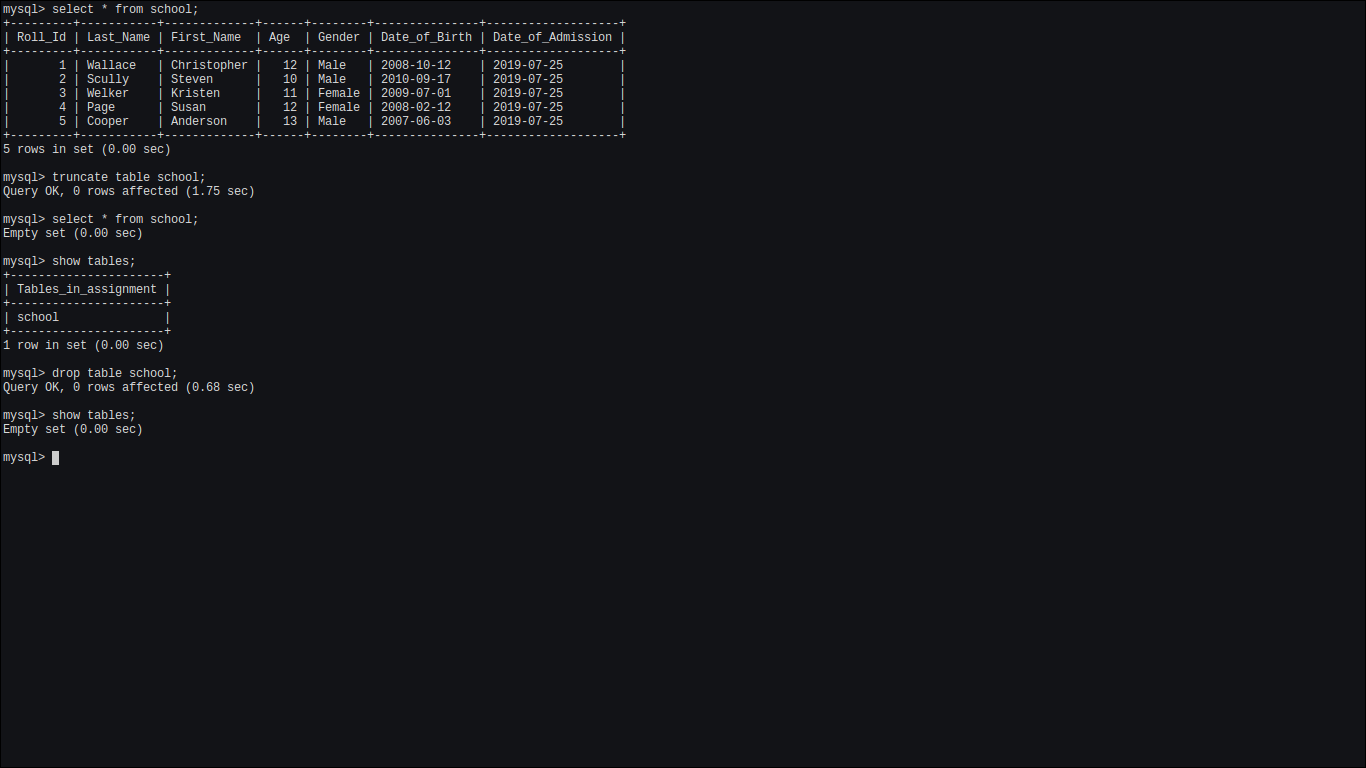 mysql> select * from school;
+---------+-----------+-------------+------+--------+---------------+-------------------+
| Roll_Id | Last_Name | First_Name  | Age  | Gender | Date_of_Birth | Date_of_Admission |
+---------+-----------+-------------+------+--------+---------------+-------------------+
|       1 | Wallace   | Christopher |   12 | Male   | 2008-10-12    | 2019-07-25        |
|       2 | Scully    | Steven      |   10 | Male   | 2010-09-17    | 2019-07-25        |
|       3 | Welker    | Kristen     |   11 | Female | 2009-07-01    | 2019-07-25        |
|       4 | Page      | Susan       |   12 | Female | 2008-02-12    | 2019-07-25        |
|       5 | Cooper    | Anderson    |   13 | Male   | 2007-06-03    | 2019-07-25        |
+---------+-----------+-------------+------+--------+---------------+-------------------+
5 rows in set (0.00 sec)

mysql> truncate table school;
Query OK, 0 rows affected (1.75 sec)

mysql> select * from school;
Empty set (0.00 sec)

mysql> show tables;
+----------------------+
| Tables_in_assignment |
+----------------------+
| school               |
+----------------------+
1 row in set (0.00 sec)

mysql> drop table school;
Query OK, 0 rows affected (0.68 sec)

mysql> show tables;
Empty set (0.00 sec)

mysql>